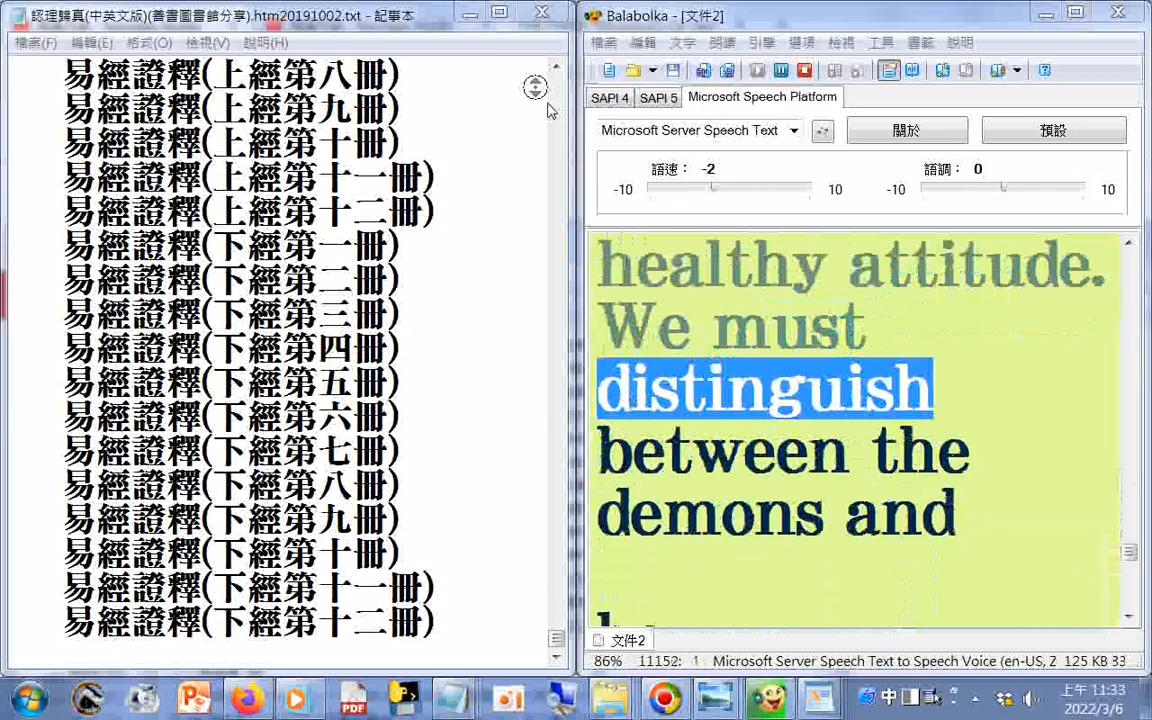 認理歸真(中英文版)(善書圖書館分享).htm20191002.txt - 記事本
檔案(F) 編輯(E) 格式(O) 檢視(V) 說明(H)
易經證釋(上經第八冊)
易經證釋(上經第九冊)
易經證釋(上經第十冊)
易經證釋(上經第十一冊)
易經證釋(上經第十二冊)
易經證釋(下經第一冊)
易經證釋(下經第二冊)
易經證釋(下經第三冊)
易經證釋(下經第四冊)
易經證釋(下經第五冊)
易經證釋(下經第六冊)
易經證釋(下經第七冊)
易經證釋(下經第八冊)
易經證釋(下經第九冊)
易經證釋(下經第十冊)
易經證釋(下經第十一冊)
易經證釋(下經第十二冊)
Balabolka - [文件2]
檔案 編輯 文字 朗讀 引擎 選項 檢視 工具 書籤 說明
SAPI 4 SAPI 5 Microsoft Speech Platform
Microsoft Server Speech Text 關於 預設
語速： -2 語調： 0
-10 10 -10 10
healthy attitude.
We must
distinguish
between the
demons and
文件2
86% 11152: 1 Microsoft Server Speech Text to Speech Voice (en-US, Z 125 KB 33
中
上午 11:33
2022/3/6